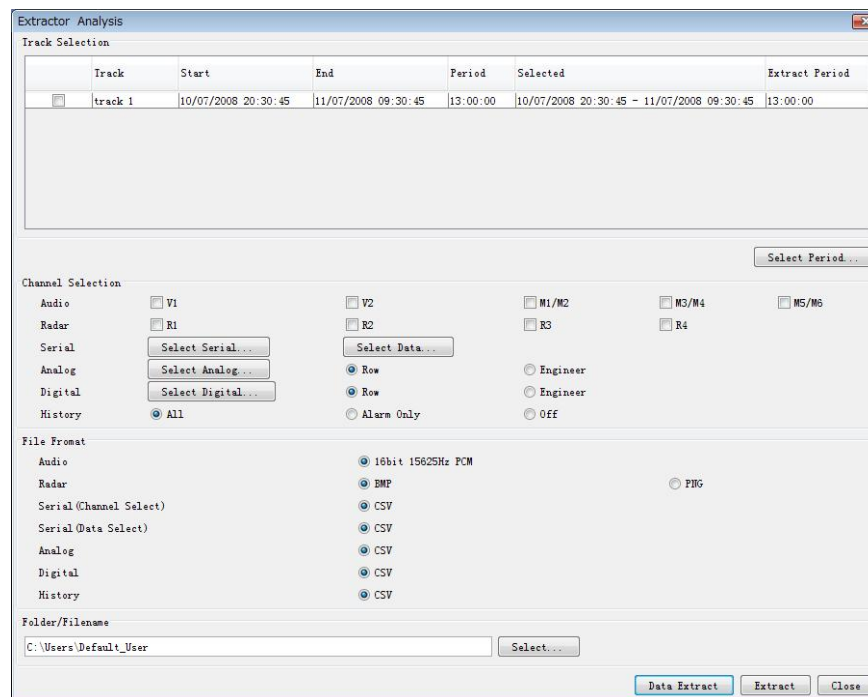 Extractor Analysis
Track Selection
Track Start End Period Selected Extract Period
track 1 10/07/2008 20:30:45 11/07/2008 09:30:45 13:00:00 10/07/2008 20:30:45 - 11/07/2008 09:30:45 13:00:00
Select Period...
Channel Selection
Audio V1 V2 M1/M2 M3/M4 M5/M6
Radar R1 R2 R3 R4
Serial Select Serial... Select Data...
Analog Select Analog... Row Engineer
Digital Select Digital... Row Engineer
History All Alarm Only Off
File Fromat
Audio 16bit 15625Hz PCM
Radar BMP PNG
Serial(Channel Select) CSV
Serial(Data Select) CSV
Analog CSV
Digital CSV
History CSV
Folder/Filename
C:\Users\Default_User Select...
Data Extract Extract Close